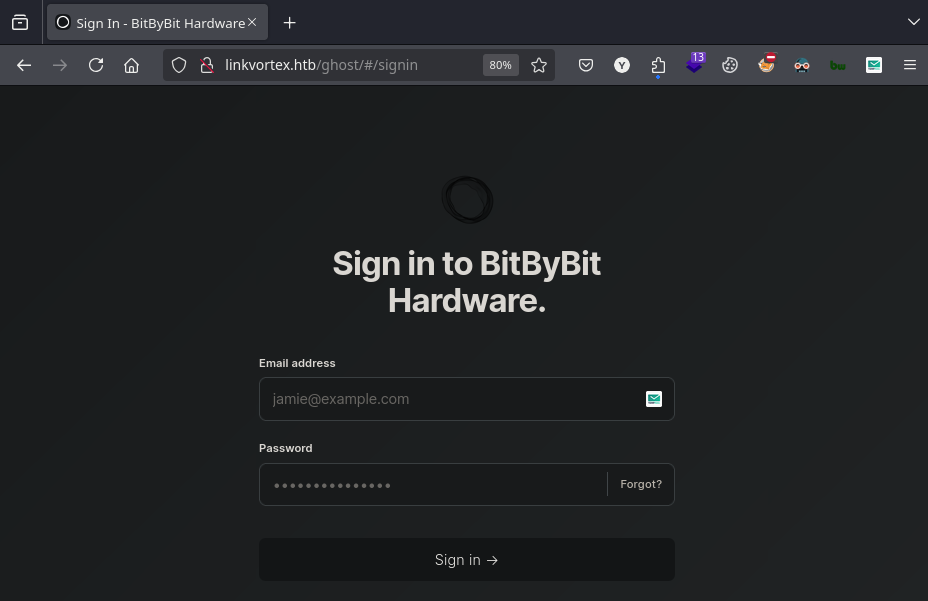 Sign In - BitByBit Hardware
linkvortex.htb/ghost/#/signin
80%
Y
13
bw
Sign in to BitByBit
Hardware.
Email address
jamie@example.com
Password
Forgot?
Sign in →